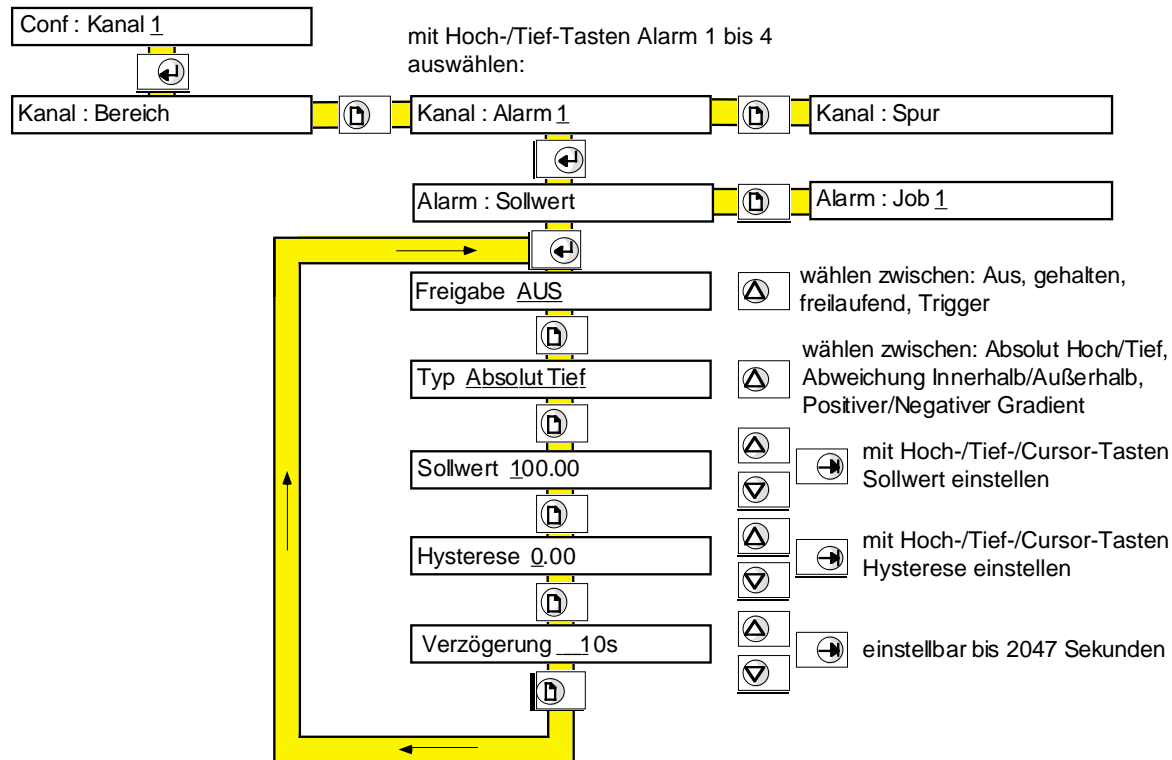 Conf : Kanal 1
mit Hoch-/Tief-Tasten Alarm 1 bis 4
auswählen:
Kanal : Bereich
Kanal : Alarm 1
Kanal : Spur
Alarm : Sollwert
Alarm : Job 1
Freigabe AUS
wählen zwischen: Aus, gehalten,
freilaufend, Trigger
Typ Absolut Tief
wählen zwischen: Absolut Hoch/Tief,
Abweichung Innerhalb/Außerhalb,
Positiver/Negativer Gradient
Sollwert 100.00
mit Hoch-/Tief-/Cursor-Tasten
Sollwert einstellen
Hysterese 0.00
mit Hoch-/Tief-/Cursor-Tasten
Hysterese einstellen
Verzögerung __10s
einstellbar bis 2047 Sekunden